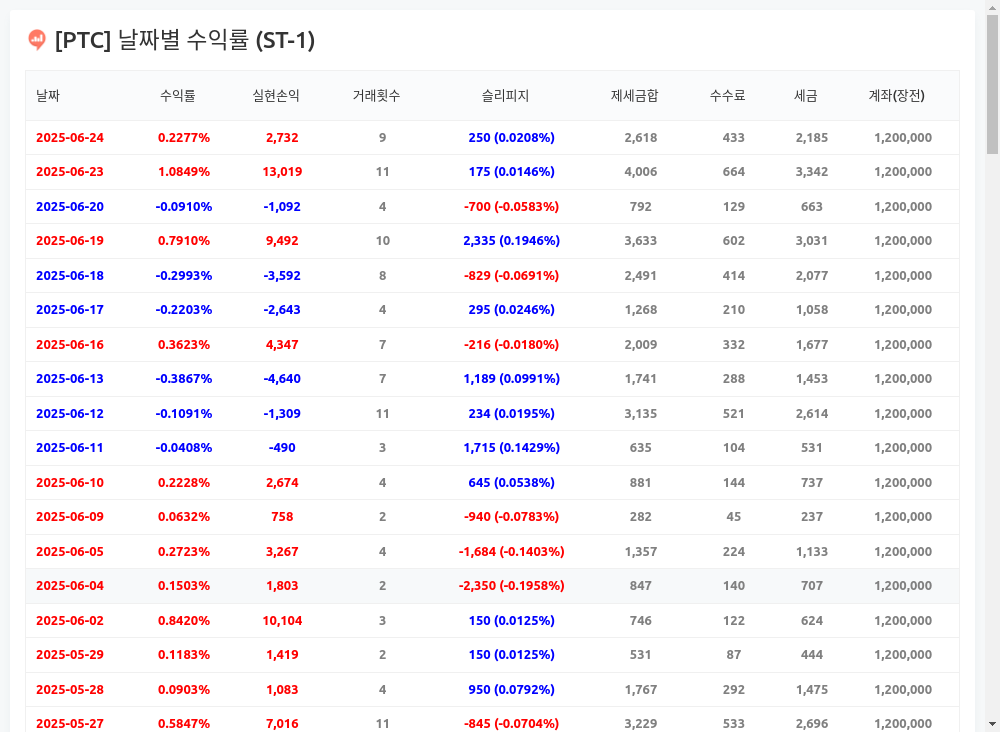 [PTC] 날짜별 수익률 (ST-1)
날짜 수익률 실현손익 거래횟수 슬리피지 제세금합 수수료 세금 계좌(장전)
2025-06-24 0.2277% 2,732 9 250 (0.0208%) 2,618 433 2,185 1,200,000
2025-06-23 1.0849% 13,019 11 175 (0.0146%) 4,006 664 3,342 1,200,000
2025-06-20 -0.0910% -1,092 4 -700 (-0.0583%) 792 129 663 1,200,000
2025-06-19 0.7910% 9,492 10 2,335 (0.1946%) 3,633 602 3,031 1,200,000
2025-06-18 -0.2993% -3,592 8 -829 (-0.0691%) 2,491 414 2,077 1,200,000
2025-06-17 -0.2203% -2,643 4 295 (0.0246%) 1,268 210 1,058 1,200,000
2025-06-16 0.3623% 4,347 7 -216 (-0.0180%) 2,009 332 1,677 1,200,000
2025-06-13 -0.3867% -4,640 7 1,189 (0.0991%) 1,741 288 1,453 1,200,000
2025-06-12 -0.1091% -1,309 11 234 (0.0195%) 3,135 521 2,614 1,200,000
2025-06-11 -0.0408% -490 3 1,715 (0.1429%) 635 104 531 1,200,000
2025-06-10 0.2228% 2,674 4 645 (0.0538%) 881 144 737 1,200,000
2025-06-09 0.0632% 758 2 -940 (-0.0783%) 282 45 237 1,200,000
2025-06-05 0.2723% 3,267 4 -1,684 (-0.1403%) 1,357 224 1,133 1,200,000
2025-06-04 0.1503% 1,803 2 -2,350 (-0.1958%) 847 140 707 1,200,000
2025-06-02 0.8420% 10,104 3 150 (0.0125%) 746 122 624 1,200,000
2025-05-29 0.1183% 1,419 2 150 (0.0125%) 531 87 444 1,200,000
2025-05-28 0.0903% 1,083 4 950 (0.0792%) 1,767 292 1,475 1,200,000
2025-05-27 0.5847% 7,016 11 -845 (-0.0704%) 3,229 533 2,696 1,200,000